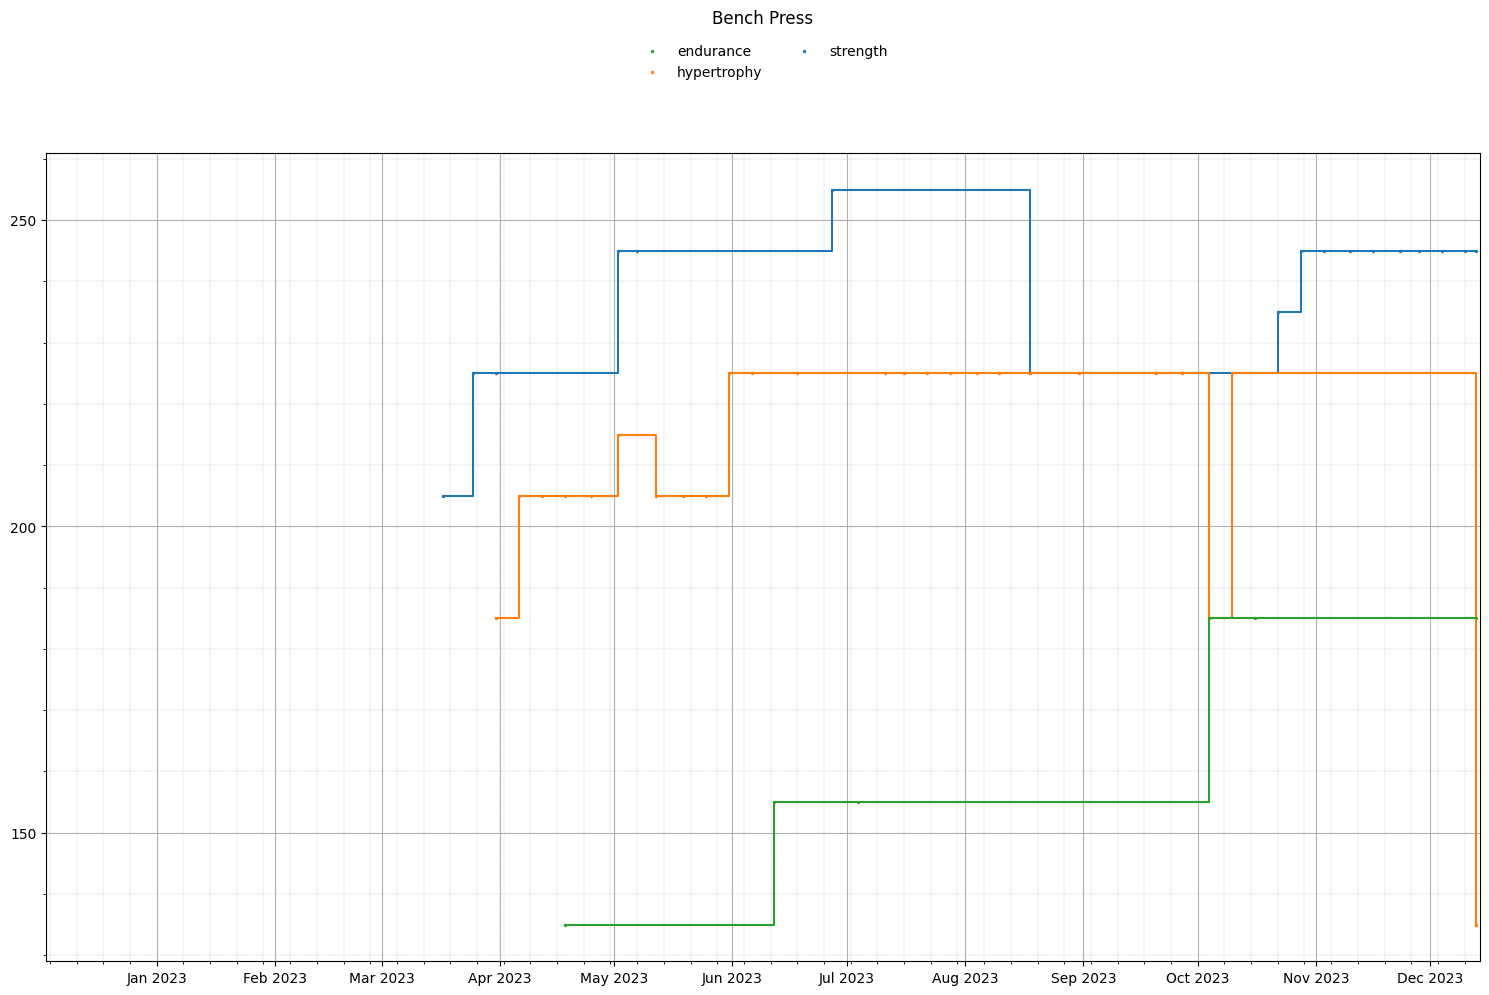 Bench Press
endurance
strength
hypertrophy
250
200
150
Jan 2023
Feb 2023
Mar 2023
Apr 2023
May 2023
Jun 2023
Jul 2023
Aug 2023
Sep 2023
Oct 2023
Nov 2023
Dec 2023